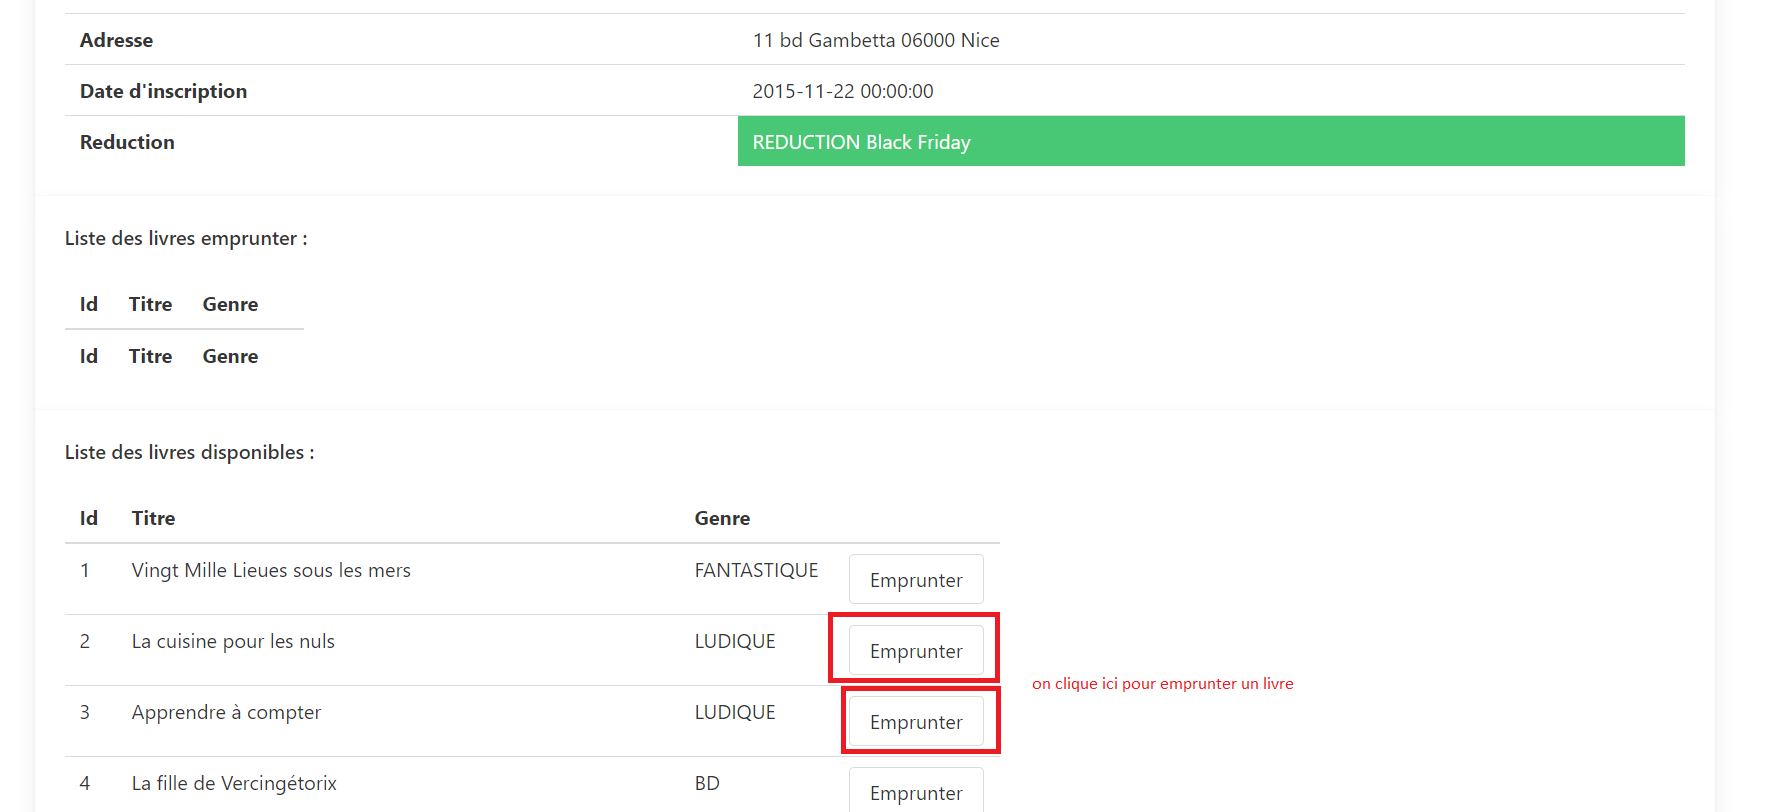 Adresse 11 bd Gambetta 06000 Nice
Date d'inscription 2015-11-22 00:00:00
Reduction REDUCTION Black Friday
Liste des livres emprunter :
Id Titre Genre
Id Titre Genre
Liste des livres disponibles :
Id Titre Genre
1 Vingt Mille Lieues sous les mers FANTASTIQUE Emprunter
2 La cuisine pour les nuls LUDIQUE Emprunter
on clique ici pour emprunter un livre
3 Apprendre à compter LUDIQUE Emprunter
4 La fille de Vercingétorix BD Emprunter